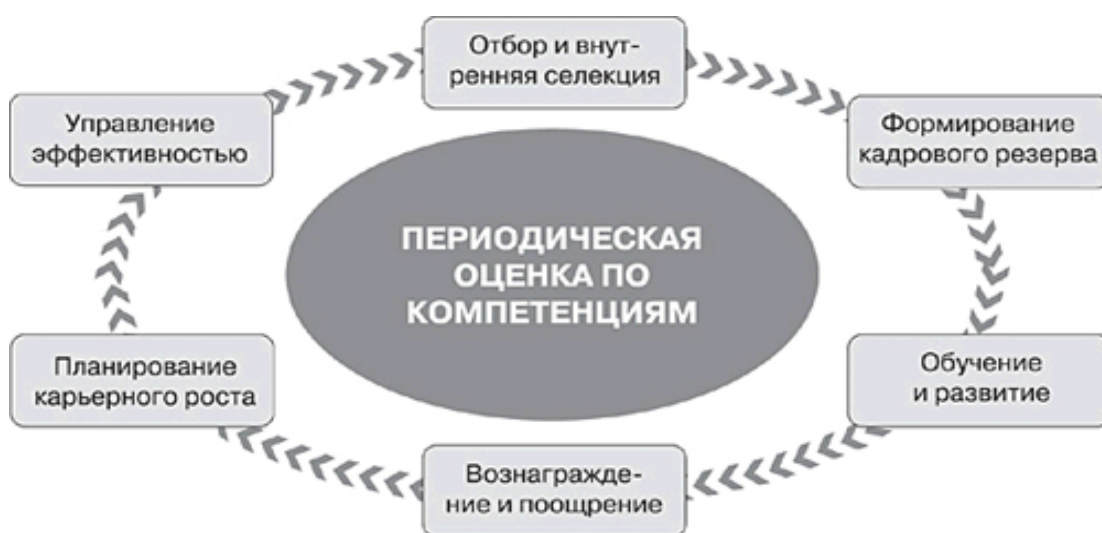 Отбор и внут-
ренняя селекция
Управление
эффективностью
Формирование
кадрового резерва
ПЕРИОДИЧЕСКАЯ
ОЦЕНКА ПО
КОМПЕТЕНЦИЯМ
Планирование
карьерного роста
Обучение
и развитие
Вознагражде-
ние и поощрение